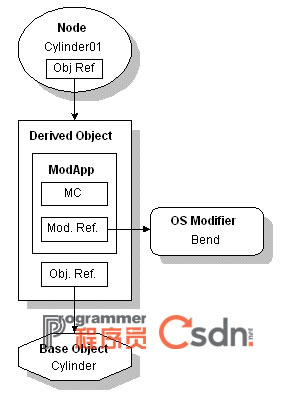 Node
Cylinder01
Obj Ref
Derived Object
ModApp
MC
Mod. Ref.
OS Modifier
Bend
Obj. Ref.
Programmer
程序员 Csdn.net
Base Object
Cylinder